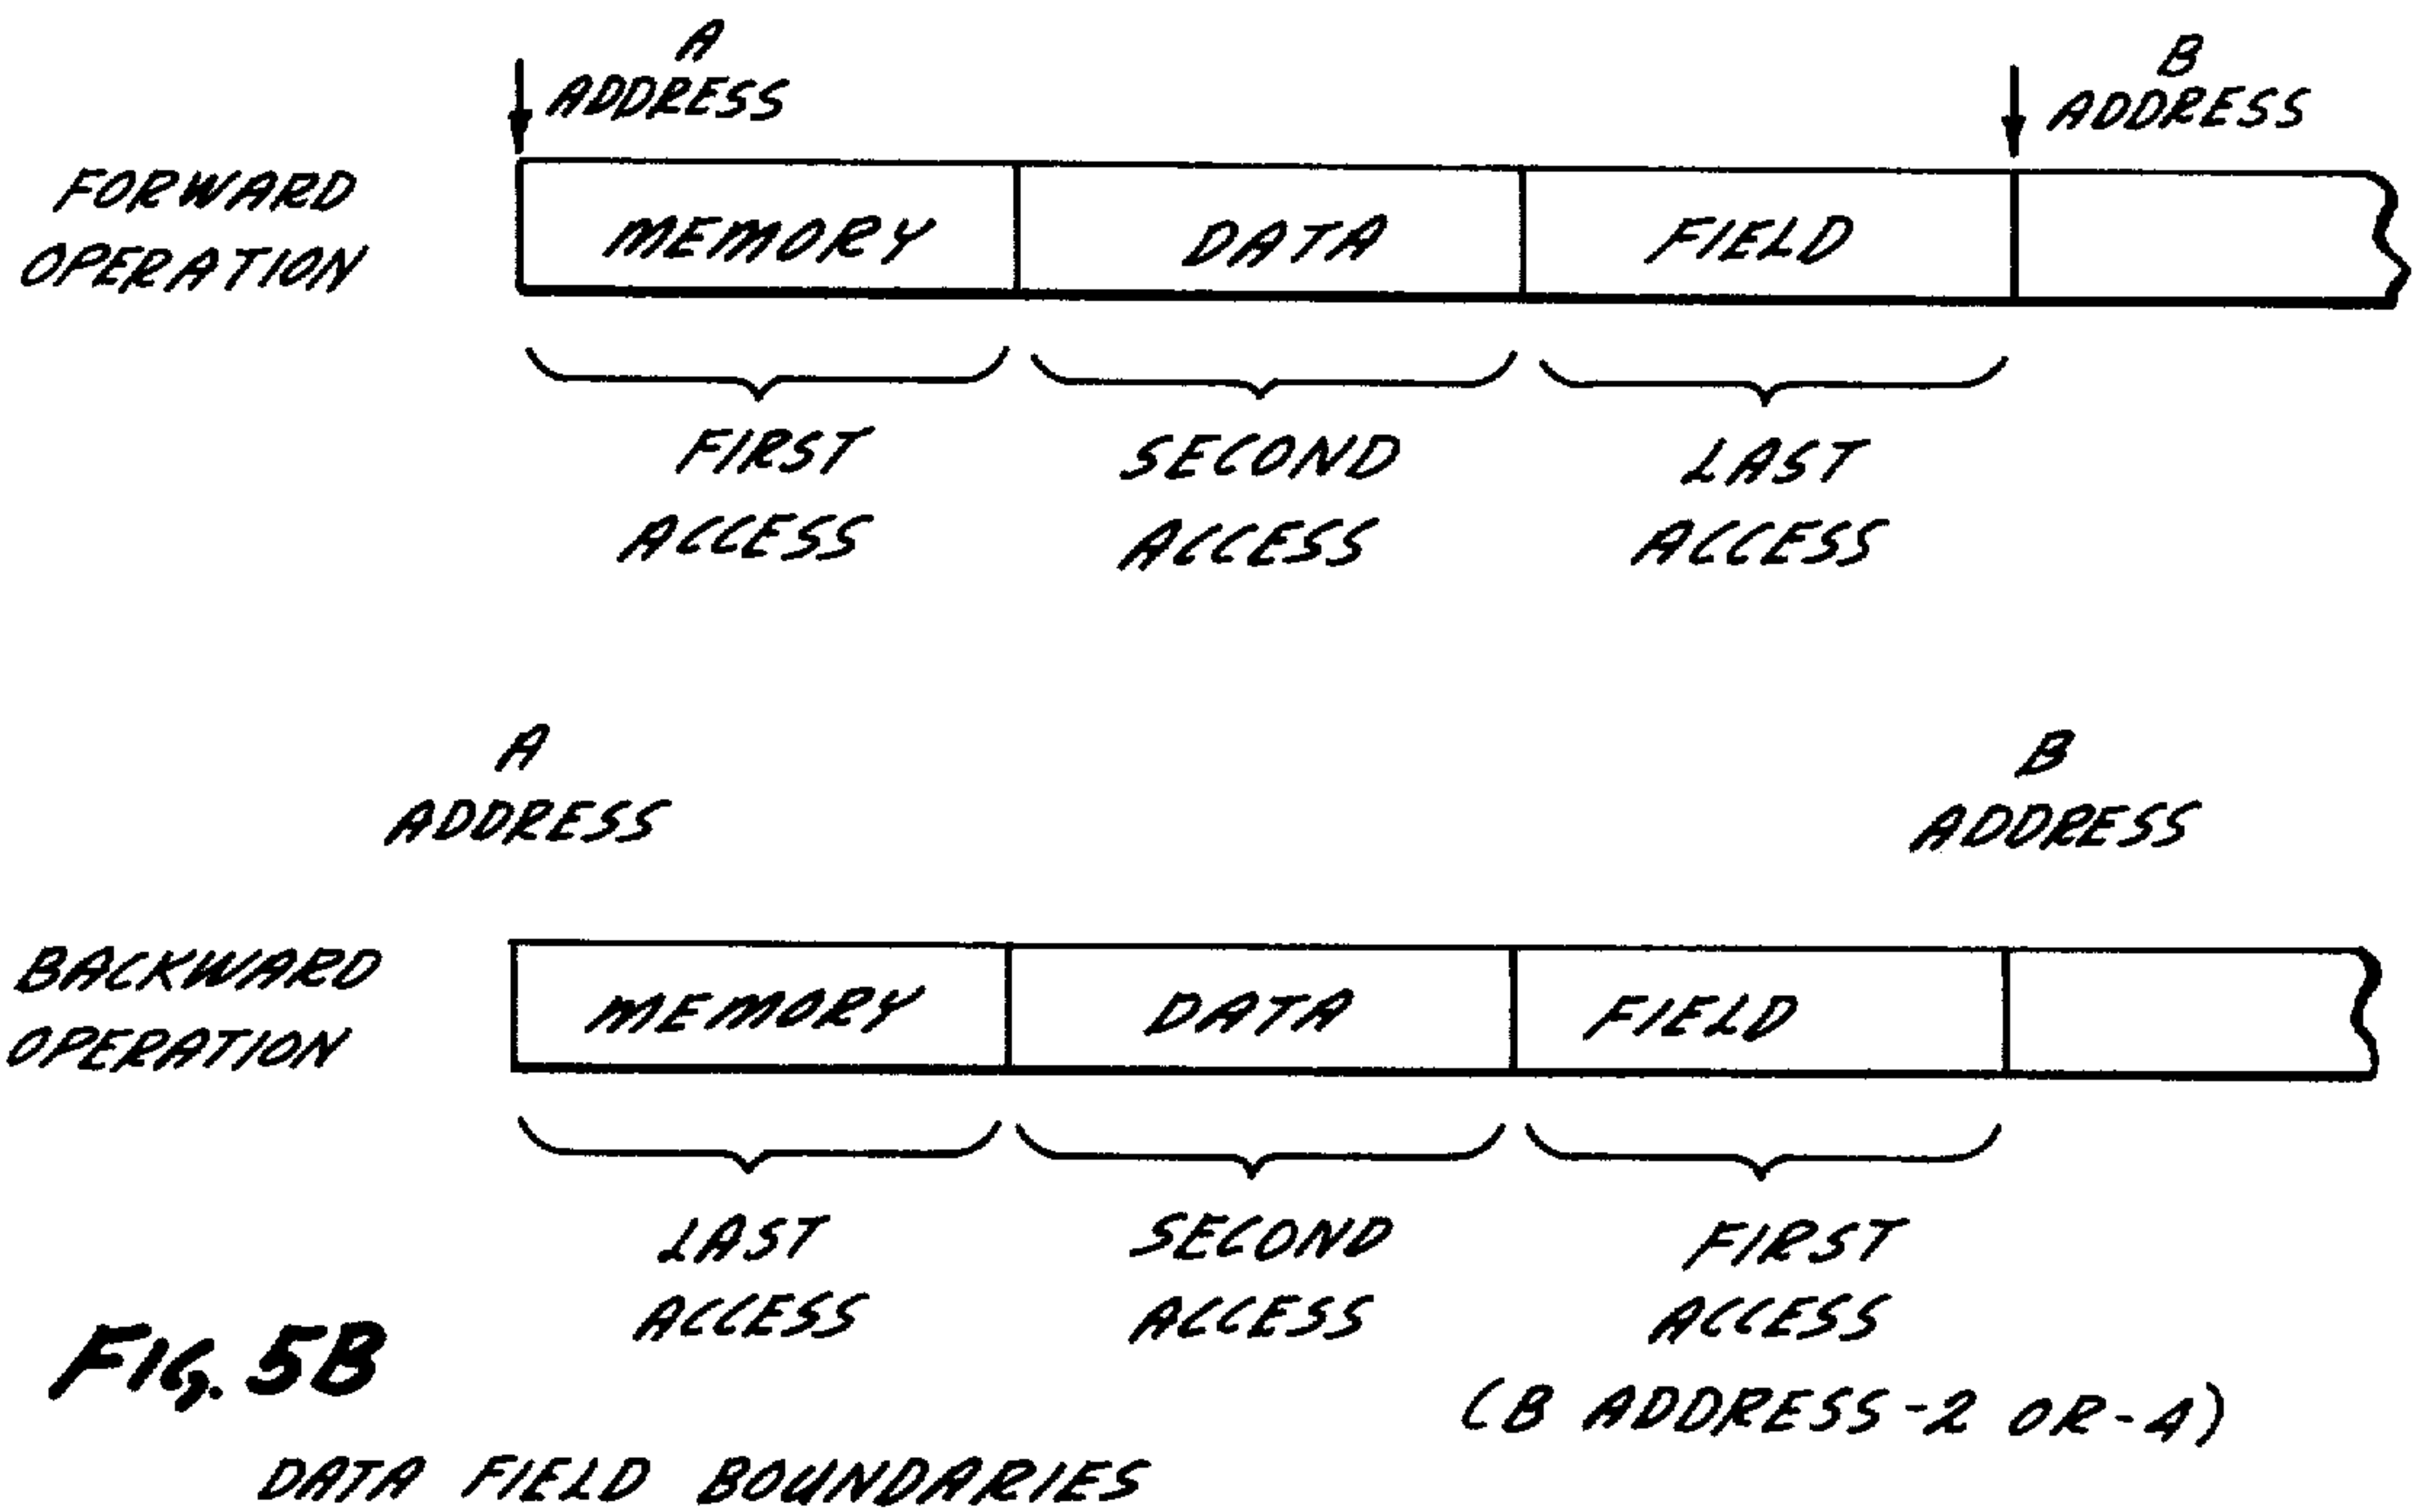 A
ADDRESS
B
ADDRESS
FORWARD
OPERATION
MEMORY
DATA
FIELD
FIRST
ACCESS
SECOND
ACCESS
LAST
ACCESS
A
ADDRESS
B
ADDRESS
BACKWARD
OPERATION
MEMORY
DATA
FIELD
LAST
ACCESS
SECOND
ACCESS
FIRST
ACCESS
(B ADDRESS-2 OR-4)
FIG. 5B
DATA FIELD BOUNDARIES